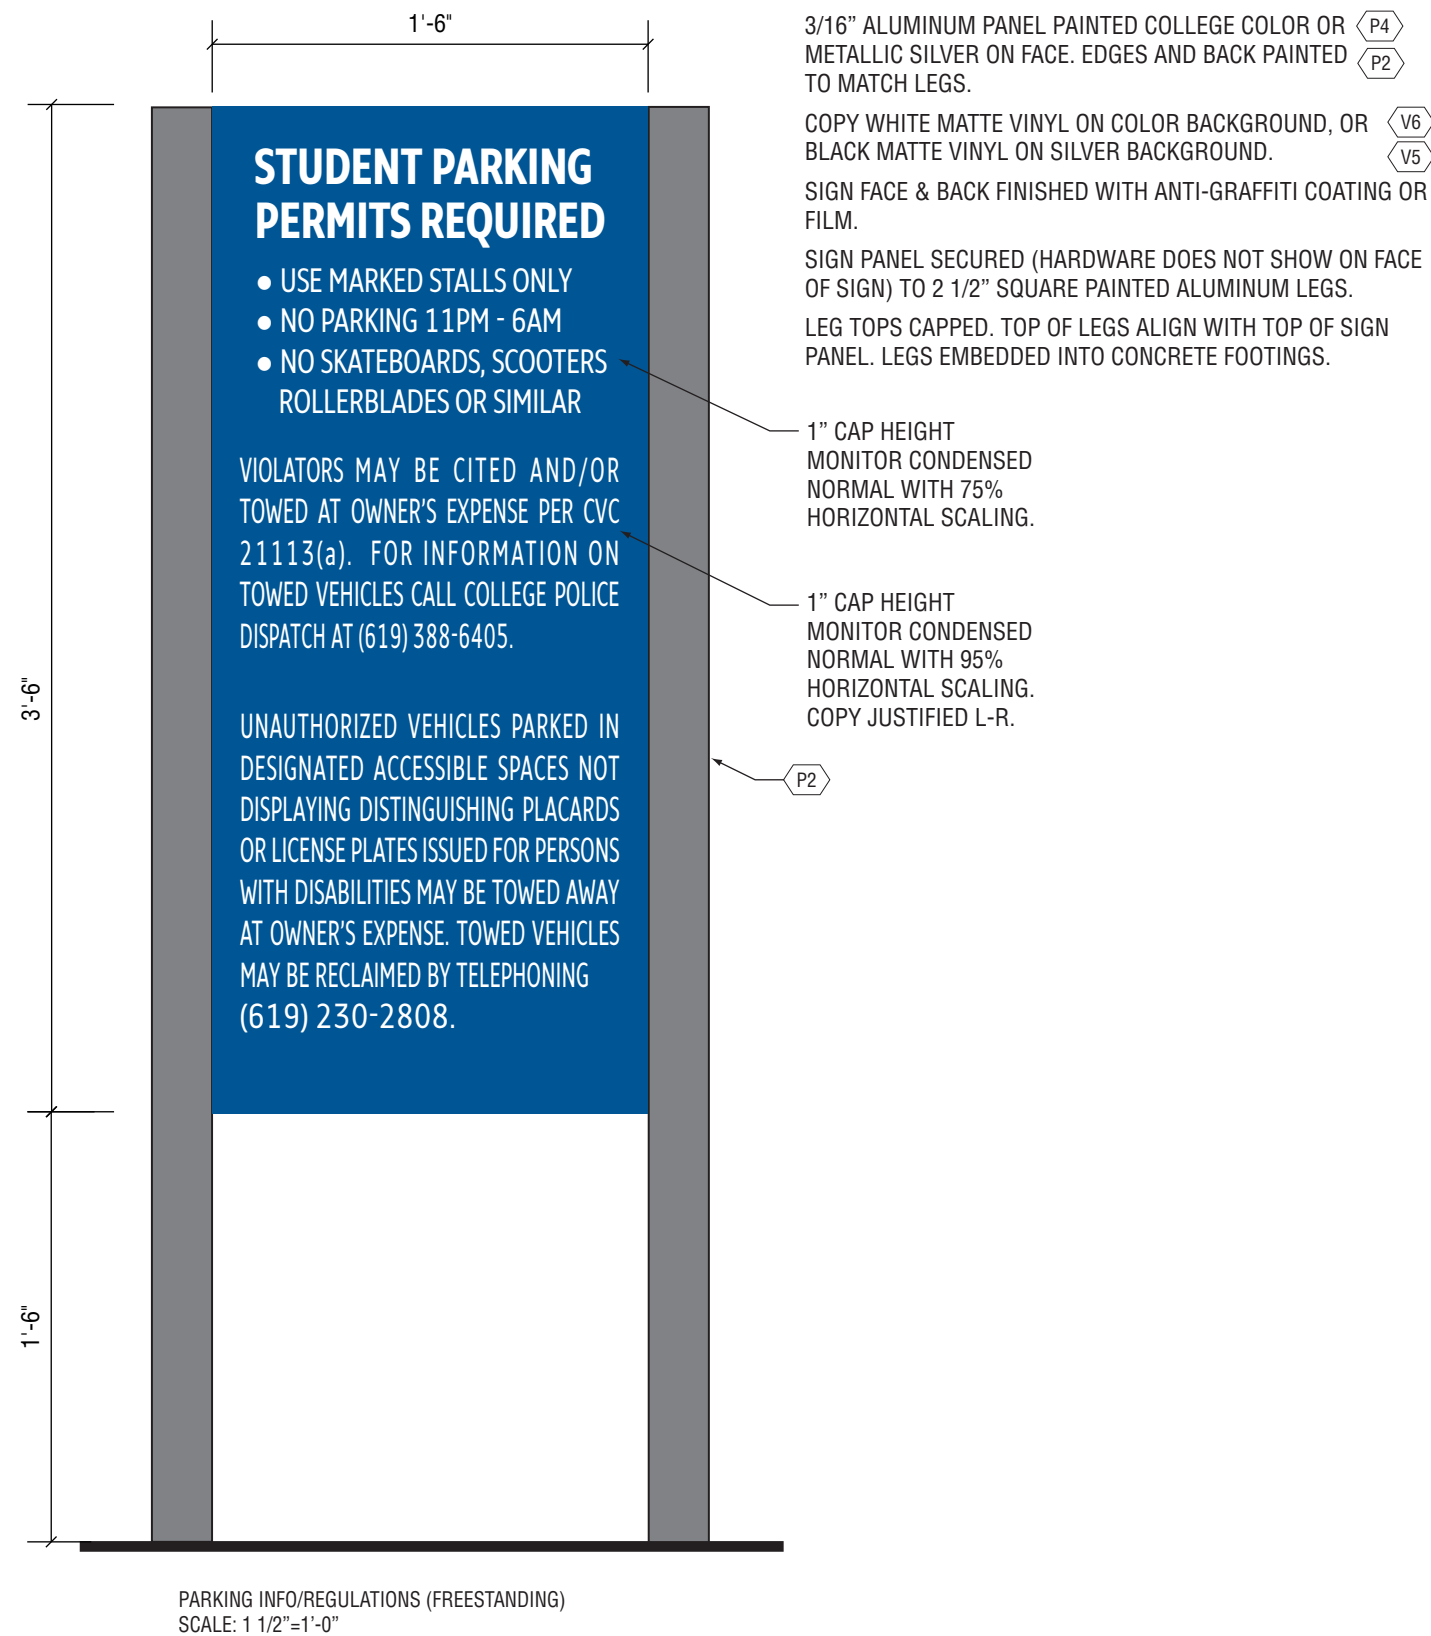 1'-6"
3/16” ALUMINUM PANEL PAINTED COLLEGE COLOR OR P4
METALLIC SILVER ON FACE. EDGES AND BACK PAINTED P2
TO MATCH LEGS.
COPY WHITE MATTE VINYL ON COLOR BACKGROUND, OR V6
BLACK MATTE VINYL ON SILVER BACKGROUND. V5
SIGN FACE & BACK FINISHED WITH ANTI-GRAFFITI COATING OR
FILM.
SIGN PANEL SECURED (HARDWARE DOES NOT SHOW ON FACE
OF SIGN) TO 2 1/2” SQUARE PAINTED ALUMINUM LEGS.
LEG TOPS CAPPED. TOP OF LEGS ALIGN WITH TOP OF SIGN
PANEL. LEGS EMBEDDED INTO CONCRETE FOOTINGS.
STUDENT PARKING
PERMITS REQUIRED
● USE MARKED STALLS ONLY
● NO PARKING 11PM - 6AM
● NO SKATEBOARDS, SCOOTERS
ROLLERBLADES OR SIMILAR
VIOLATORS MAY BE CITED AND/OR
TOWED AT OWNER’S EXPENSE PER CVC
21113(a). FOR INFORMATION ON
TOWED VEHICLES CALL COLLEGE POLICE
DISPATCH AT (619) 388-6405.
UNAUTHORIZED VEHICLES PARKED IN
DESIGNATED ACCESSIBLE SPACES NOT
DISPLAYING DISTINGUISHING PLACARDS
OR LICENSE PLATES ISSUED FOR PERSONS
WITH DISABILITIES MAY BE TOWED AWAY
AT OWNER’S EXPENSE. TOWED VEHICLES
MAY BE RECLAIMED BY TELEPHONING
(619) 230-2808.
1” CAP HEIGHT
MONITOR CONDENSED
NORMAL WITH 75%
HORIZONTAL SCALING.
1” CAP HEIGHT
MONITOR CONDENSED
NORMAL WITH 95%
HORIZONTAL SCALING.
COPY JUSTIFIED L-R.
P2
3'-6"
1'-6"
PARKING INFO/REGULATIONS (FREESTANDING)
SCALE: 1 1/2”=1’-0”